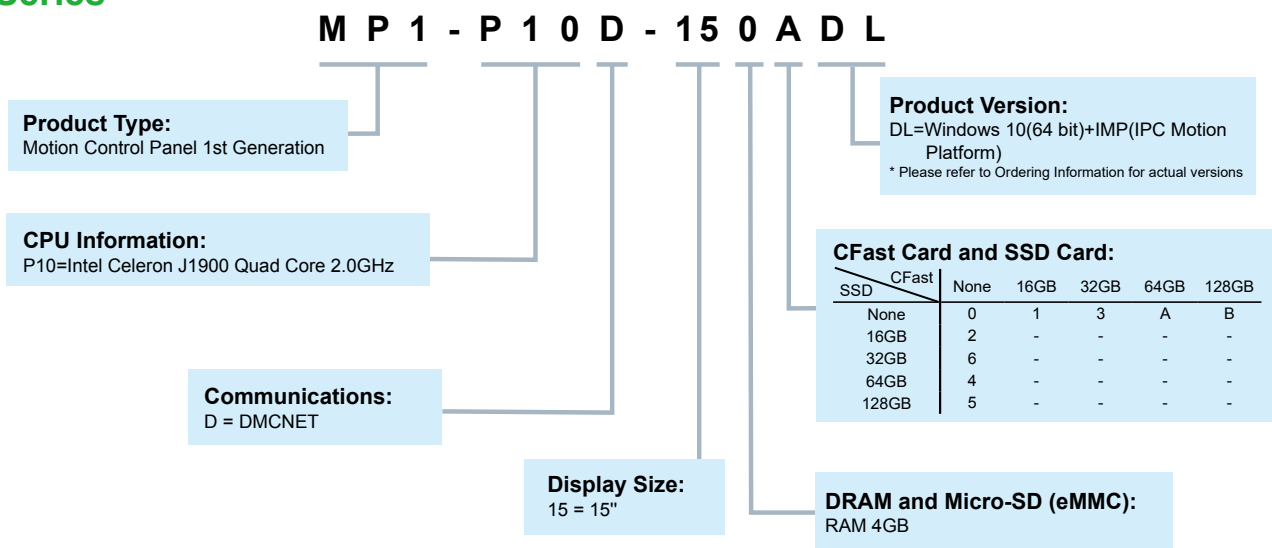 Series
M P 1 - P 1 0 D - 1 5 0 A D L
Product Type:
Motion Control Panel 1st Generation
Product Version:
DL=Windows 10(64 bit)+IMP(IPC Motion
Platform)
* Please refer to Ordering Information for actual versions
CPU Information:
P10=Intel Celeron J1900 Quad Core 2.0GHz
CFast Card and SSD Card:
SSD CFast None 16GB 32GB 64GB 128GB
None 0 1 3 A B
16GB 2 - - - -
32GB 6 - - - -
64GB 4 - - - -
128GB 5 - - - -
Communications:
D = DMCNET
Display Size:
15 = 15"
DRAM and Micro-SD (eMMC):
RAM 4GB